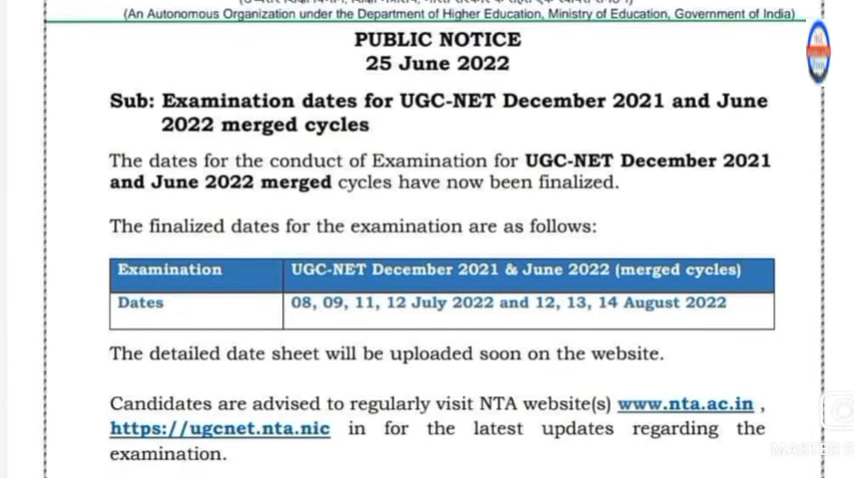 (An Autonomous Organization under the Department of Higher Education, Ministry of Education, Government of India)
PUBLIC NOTICE
25 June 2022
Sub: Examination dates for UGC-NET December 2021 and June
2022 merged cycles
The dates for the conduct of Examination for UGC-NET December 2021
and June 2022 merged cycles have now been finalized.
The finalized dates for the examination are as follows:
Examination UGC-NET December 2021 & June 2022 (merged cycles)
Dates 08, 09, 11, 12 July 2022 and 12, 13, 14 August 2022
The detailed date sheet will be uploaded soon on the website.
Candidates are advised to regularly visit NTA website(s) www.nta.ac.in ,
https://ugcnet.nta.nic in for the latest updates regarding the
examination.